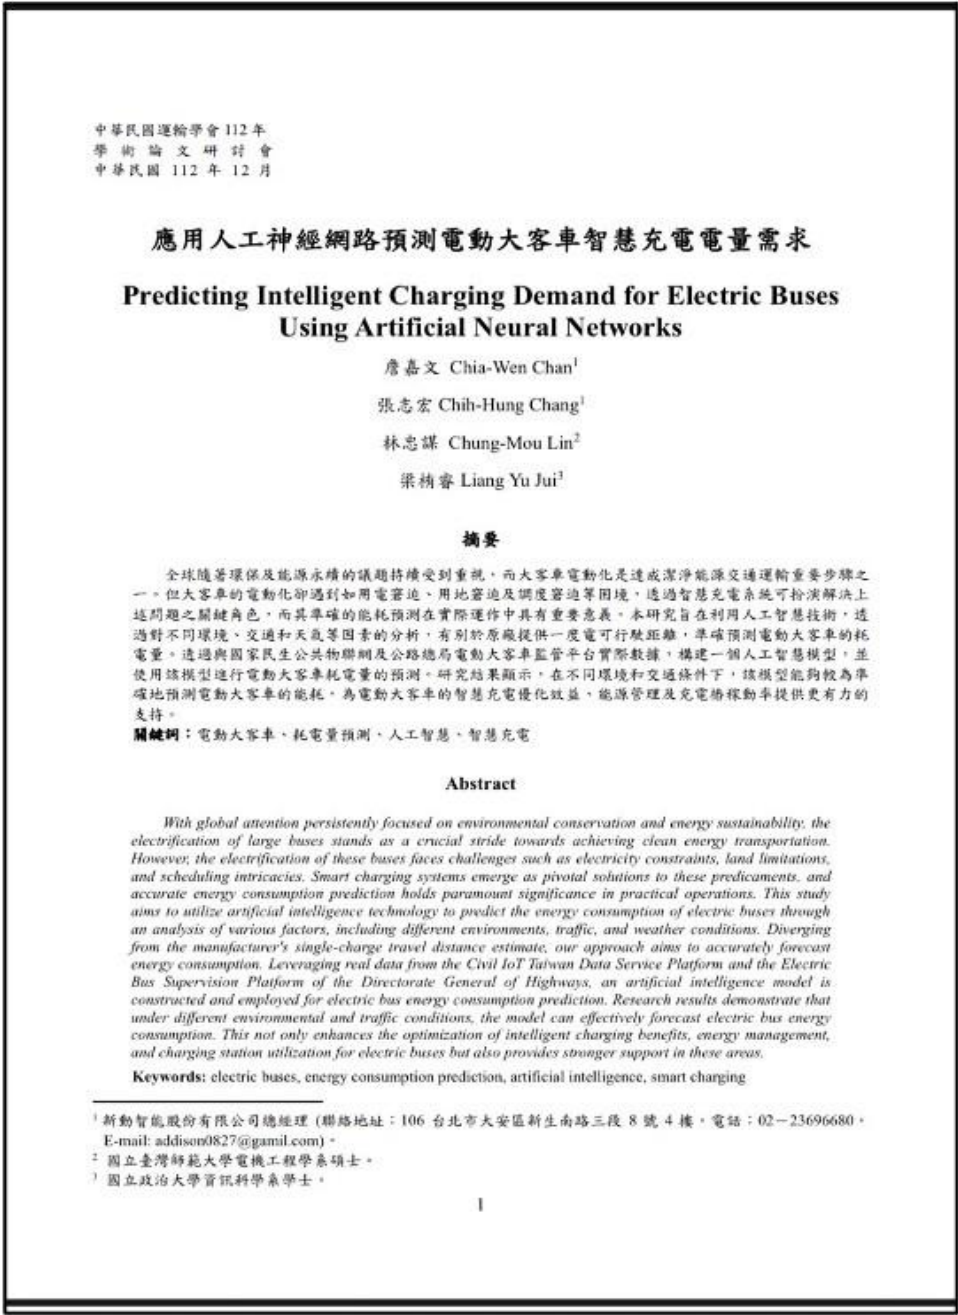 中華民國運輸學會 112 年
學 術 論 文 研 討 會
中華民國 112 年 12 月
應用人工神經網路預測電動大客車智慧充電電量需求
Predicting Intelligent Charging Demand for Electric Buses
Using Artificial Neural Networks
詹嘉文 Chia-Wen Chan¹
張志宏 Chih-Hung Chang¹
林忠謀 Chung-Mou Lin²
梁栯睿 Liang Yu Jui³
摘要
全球隨著環保及能源永續的議題持續受到重視，而大客車電動化是達成潔淨能源交通運輸重要步驟之
一。但大客車的電動化卻遇到如用電窘迫、用地窘迫及調度窘迫等困境，透過智慧充電系統可扮演解決上
述問題之關鍵角色，而其準確的能耗預測在實際運作中具有重要意義。本研究旨在利用人工智慧技術，透
過對不同環境、交通和天氣等因素的分析，有別於原廠提供一度電可行駛距離，準確預測電動大客車的耗
電量。透過與國家民生公共物聯網及公路總局電動大客車監管平台實際數據，構建一個人工智慧模型，並
使用該模型進行電動大客車耗電量的預測。研究結果顯示，在不同環境和交通條件下，該模型能夠較為準
確地預測電動大客車的能耗，為電動大客車的智慧充電優化效益、能源管理及充電樁稼動率提供更有力的
支持。
關鍵詞：電動大客車、耗電量預測、人工智慧、智慧充電
Abstract
With global attention persistently focused on environmental conservation and energy sustainability, the
electrification of large buses stands as a crucial stride towards achieving clean energy transportation.
However, the electrification of these buses faces challenges such as electricity constraints, land limitations,
and scheduling intricacies. Smart charging systems emerge as pivotal solutions to these predicaments, and
accurate energy consumption prediction holds paramount significance in practical operations. This study
aims to utilize artificial intelligence technology to predict the energy consumption of electric buses through
an analysis of various factors, including different environments, traffic, and weather conditions. Diverging
from the manufacturer's single-charge travel distance estimate, our approach aims to accurately forecast
energy consumption. Leveraging real data from the Civil IoT Taiwan Data Service Platform and the Electric
Bus Supervision Platform of the Directorate General of Highways, an artificial intelligence model is
constructed and employed for electric bus energy consumption prediction. Research results demonstrate that
under different environmental and traffic conditions, the model can effectively forecast electric bus energy
consumption. This not only enhances the optimization of intelligent charging benefits, energy management,
and charging station utilization for electric buses but also provides stronger support in these areas.
Keywords: electric buses, energy consumption prediction, artificial intelligence, smart charging
¹ 新動智能股份有限公司總經理 (聯絡地址：106 台北市大安區新生南路三段 8 號 4 樓，電話：02－23696680，
E-mail: addison0827@gamil.com)。
² 國立臺灣師範大學電機工程學系碩士。
³ 國立政治大學資訊科學系學士。
1